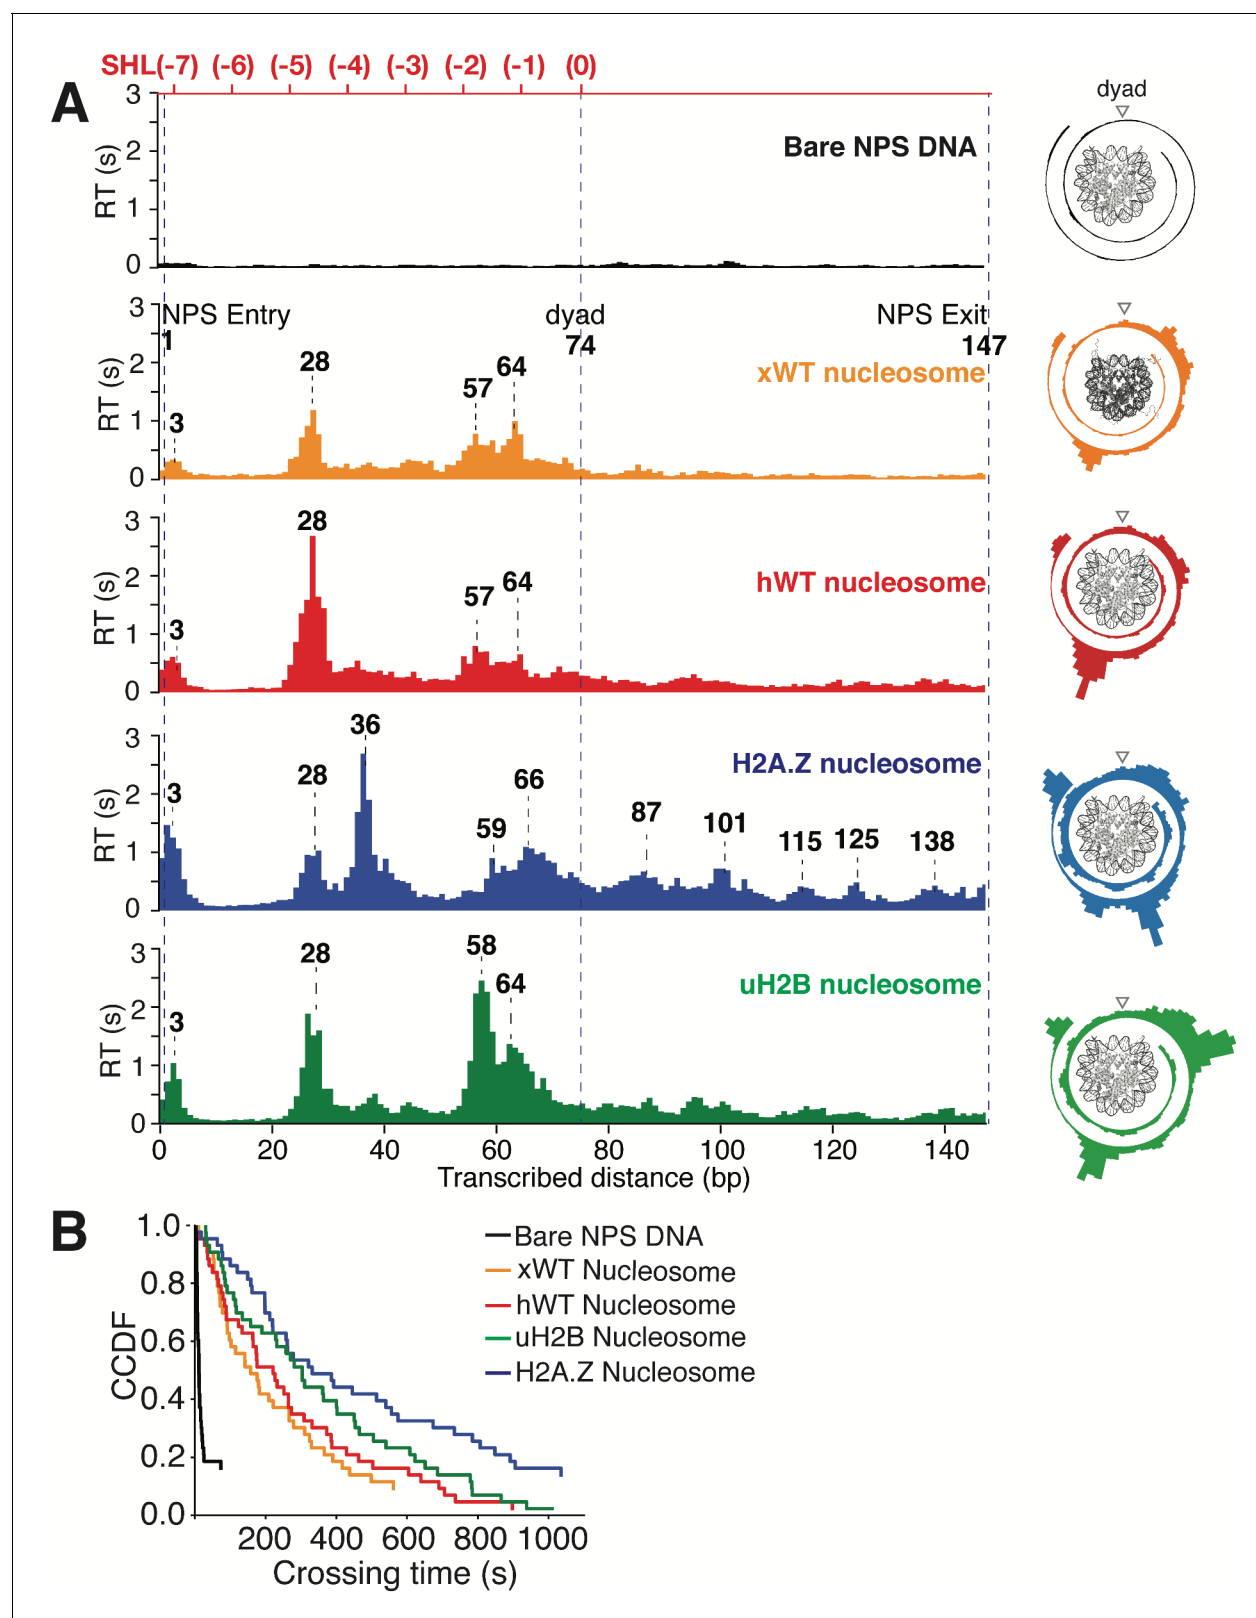 SHL(-7) (-6) (-5) (-4) (-3) (-2) (-1) (0)
A
3
2
1
0
RT (s)
Bare NPS DNA
dyad
3
2
1
0
RT (s)
NPS Entry
1
dyad
74
NPS Exit
147
xWT nucleosome
3
28
57
64
3
2
1
0
RT (s)
hWT nucleosome
3
28
57
64
3
2
1
0
RT (s)
H2A.Z nucleosome
3
28
36
59
66
87
101
115
125
138
3
2
1
0
RT (s)
uH2B nucleosome
3
28
58
64
0 20 40 60 80 100 120 140
Transcribed distance (bp)
B
1.0
0.8
0.6
0.4
0.2
0.0
CCDF
Bare NPS DNA
xWT Nucleosome
hWT Nucleosome
uH2B Nucleosome
H2A.Z Nucleosome
200 400 600 800 1000
Crossing time (s)